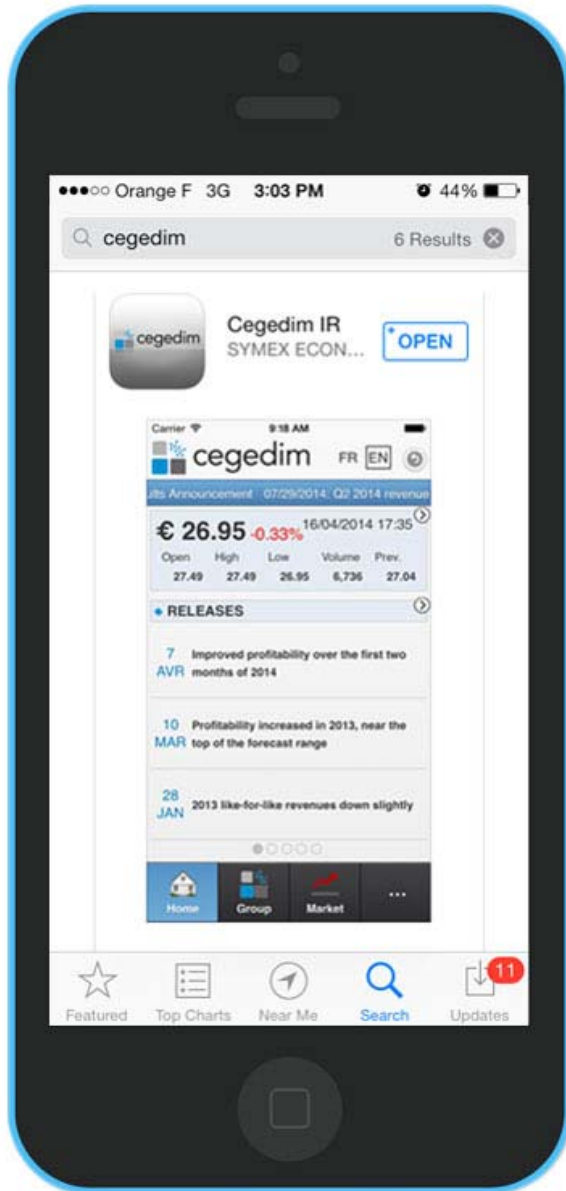 Orange F 3G 3:03 PM 44%
cegedim 6 Results
cegedim
Cegedim IR
SYMEX ECON...
OPEN
Carrier 9:18 AM
cegedim FR EN
ults Announcement 07/29/2014: Q2 2014 revenue
€ 26.95 -0.33% 16/04/2014 17:35
Open High Low Volume Prev.
27.49 27.49 26.95 6,736 27.04
RELEASES
7 AVR Improved profitability over the first two
months of 2014
10 MAR Profitability increased in 2013, near the
top of the forecast range
28 JAN 2013 like-for-like revenues down slightly
Home Group Market ...
Featured Top Charts Near Me Search Updates 11